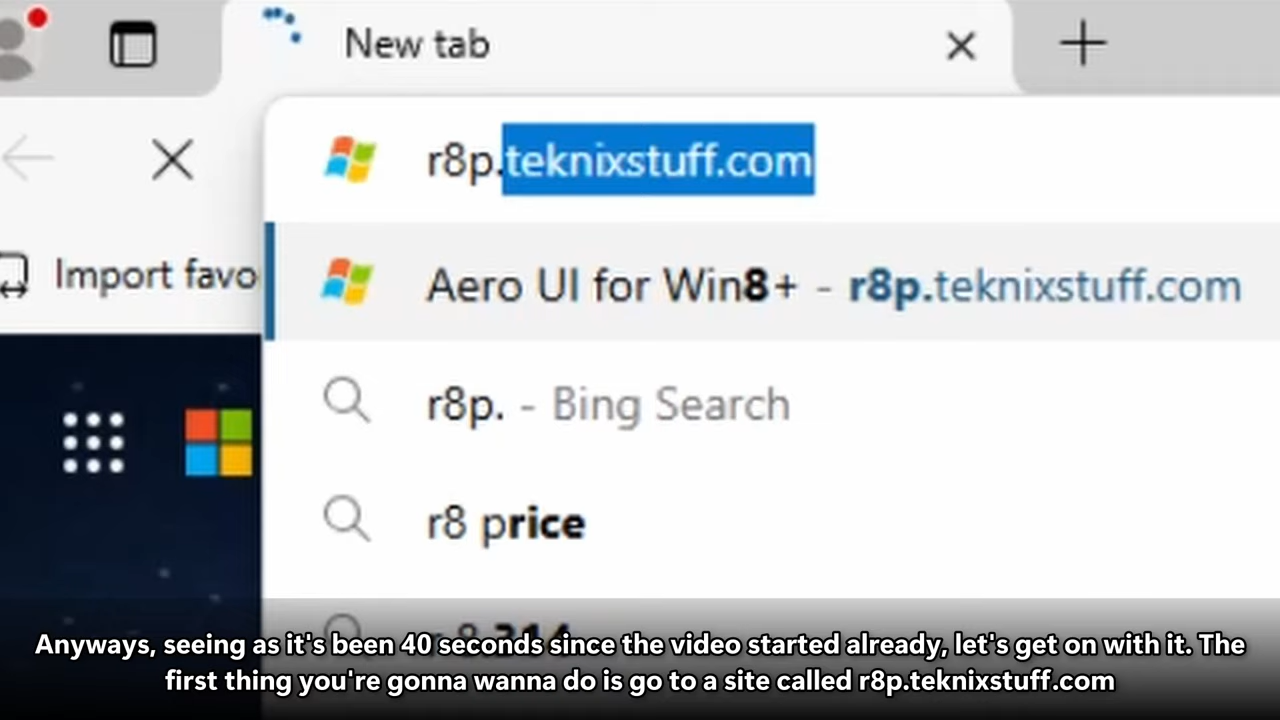 New tab
r8p.teknixstuff.com
Import favo
Aero UI for Win8+ - r8p.teknixstuff.com
r8p. - Bing Search
r8 price
Anyways, seeing as it's been 40 seconds since the video started already, let's get on with it. The
first thing you're gonna wanna do is go to a site called r8p.teknixstuff.com